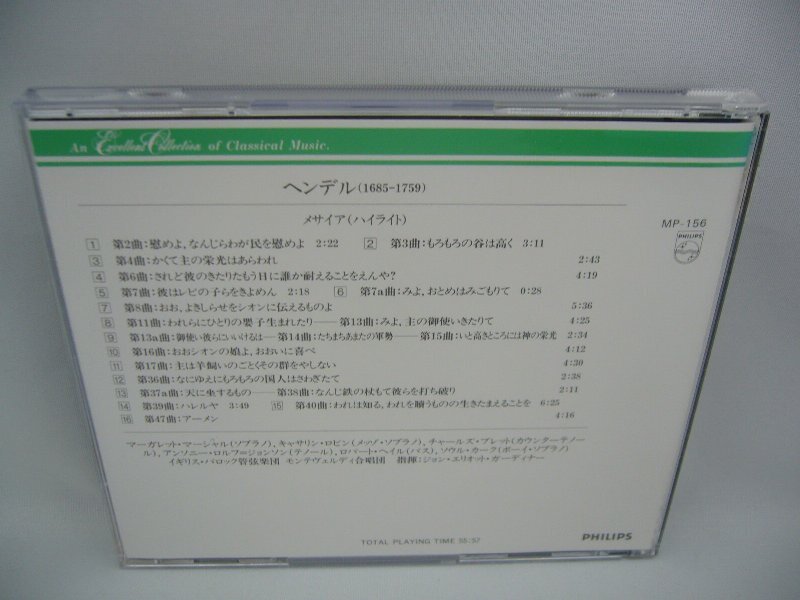 An Excellent Collection of Classical Music.
ヘンデル(1685-1759)
メサイア(ハイライト)
MP-156
PHILIPS
1 第2曲:慰めよ,なんじらわが民を慰めよ 2:22 2 第3曲:もろもろの谷は高く 3:11
3 第4曲:かくて主の栄光はあらわれ 2:43
4 第6曲:されど彼のきたりたもう日に誰か耐えることをえんや? 4:19
5 第7曲:彼はレビの子らをきよめん 2:18 6 第7a曲:みよ,おとめはみごもりて 0:28
7 第8曲:おお,よきしらせをシオンに伝えるものよ 5:36
8 第11曲:われらにひとりの嬰子生まれたり——第13曲:みよ,主の御使いきたりて 4:25
9 第13a曲:御使い彼らにいいけるは—第14曲:たちまちあまたの軍勢——第15曲:いと高きところには神の栄光 2:34
10 第16曲:おおシオンの娘よ,おおいに喜べ 4:12
11 第17曲:主は羊飼いのごとくその群をやしない 4:30
12 第36曲:なにゆえにもろもろの国人はさわぎたて 2:38
13 第37a曲:天に坐するもの——第38曲:なんじ鉄の杖もて彼らを打ち破り 2:11
14 第39曲:ハレルヤ 3:49 15 第40曲:われは知る,われを贖うものの生きたまえることを 6:25
16 第47曲:アーメン 4:16
マーガレット・マーシャル(ソプラノ),キャサリン・ロビン(メッゾ・ソプラノ),チャールズ・ブレット(カウンターテノー
ル),アンソニー・ロルフ=ジョンソン(テノール),ロバート・ヘイル(バス),ソウル・カーク(ボーイ・ソプラノ)
イギリス・バロック管弦楽団 モンテヴェルディ合唱団 指揮:ジョン・エリオット・ガーディナー
TOTAL PLAYING TIME 55:57
PHILIPS